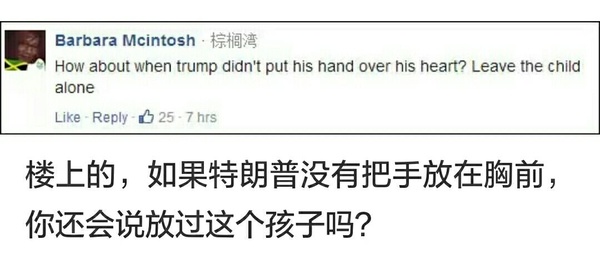 Barbara Mcintosh · 棕榈湾
How about when trump didn't put his hand over his heart? Leave the child
alone
Like · Reply · 25 · 7 hrs
楼上的，如果特朗普没有把手放在胸前，
你还会说放过这个孩子吗？